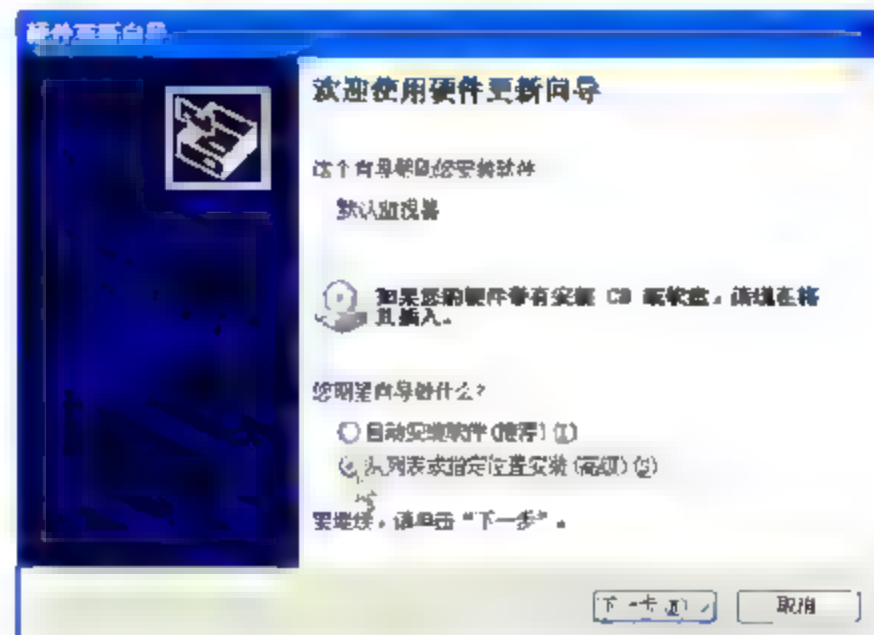 硬件更新向导
欢迎使用硬件更新向导
这个向导帮助您安装软件
默认监视器
如果您的硬件带有安装 CD 或软盘，请现在将
其插入。
您期望向导做什么？
自动安装软件(推荐)(I)
从列表或指定位置安装(高级)(S)
要继续，请单击“下一步”。
下一步(N)
取消